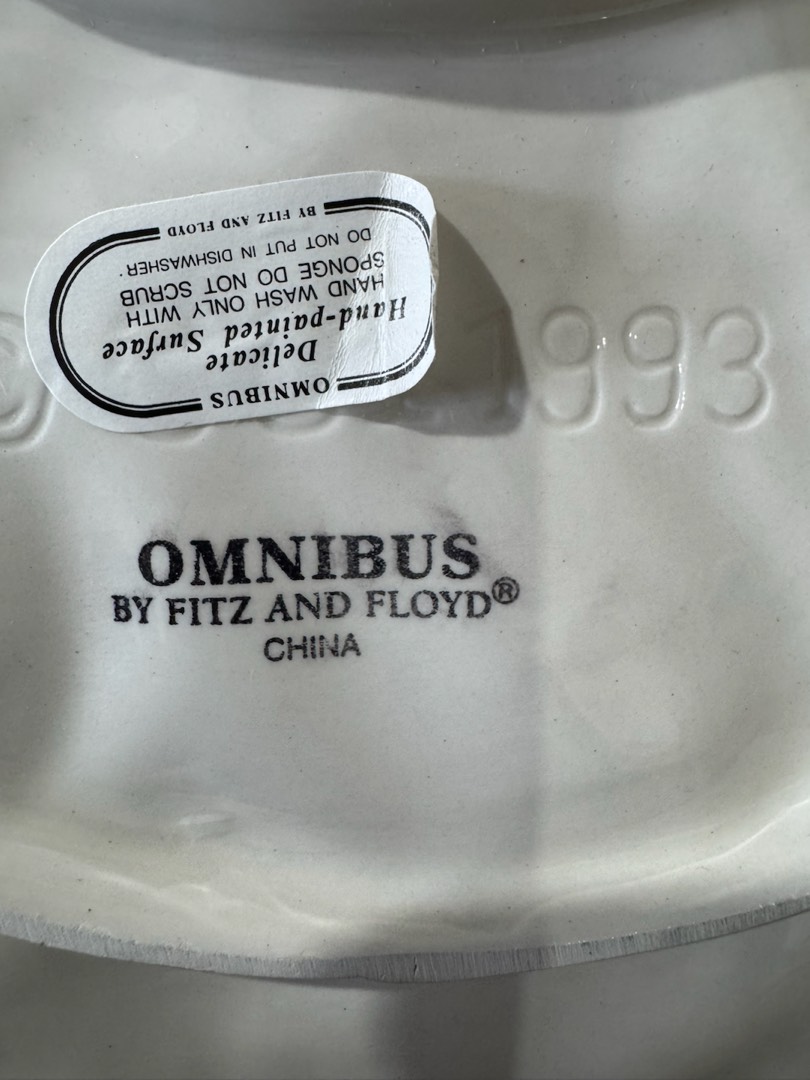 OMNIBUS
Delicate
Hand-painted Surface
HAND WASH ONLY WITH
SPONGE DO NOT SCRUB
DO NOT PUT IN DISHWASHER
BY FITZ AND FLOYD
© 1993
OMNIBUS
BY FITZ AND FLOYD®
CHINA